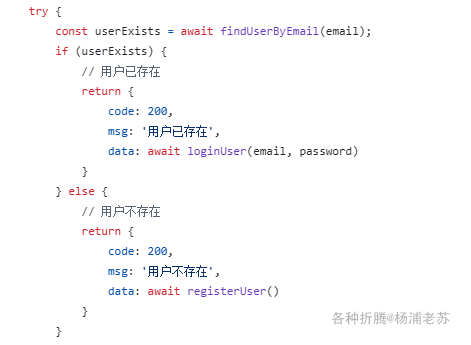 try {
const userExists = await findUserByEmail(email);
if (userExists) {
// 用户已存在
return {
code: 200,
msg: '用户已存在',
data: await loginUser(email, password)
}
} else {
// 用户不存在
return {
code: 200,
msg: '用户不存在',
data: await registerUser()
}
}
各种折腾@杨浦老苏